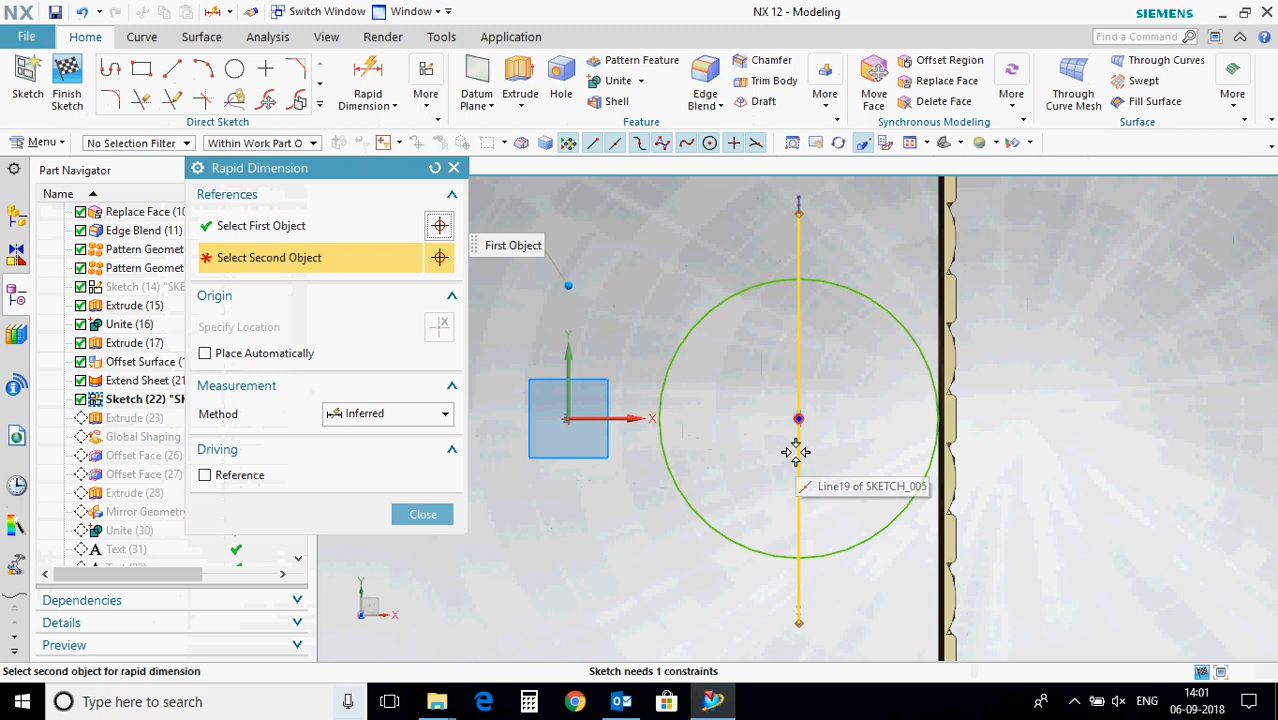 NX
Switch Window
Window
NX 12 - Modeling
SIEMENS
File
Home
Curve
Surface
Analysis
View
Render
Tools
Application
Find a Command
Sketch
Finish Sketch
Rapid Dimension
More
Datum Plane
Extrude
Hole
Pattern Feature
Unite
Shell
Edge Blend
Chamfer
Trim Body
Draft
More
Move Face
Offset Region
Replace Face
Delete Face
More
Through Curve Mesh
Through Curves
Swept
Fill Surface
More
Direct Sketch
Feature
Synchronous Modeling
Surface
Menu
No Selection Filter
Within Work Part O
Part Navigator
Name
Replace Face (10
Edge Blend (11)
Pattern Geomet
Pattern Geomet
Sketch (14) "SKE
Extrude (15)
Unite (16)
Extrude (17)
Offset Surface (1
Extend Sheet (21
Sketch (22) "SK
Extrude (23)
Global Shaping
Offset Face (26)
Offset Face (27)
Extrude (28)
Mirror Geometr
Unite (30)
Text (31)
Dependencies
Details
Preview
Rapid Dimension
References
Select First Object
Select Second Object
Origin
Specify Location
Place Automatically
Measurement
Method
Inferred
Driving
Reference
Close
First Object
Y
X
Line19 of SKETCH_005
Y
X
Select second object for rapid dimension
Sketch needs 1 constraints
Type here to search
ENG
14:01
06-09-2018